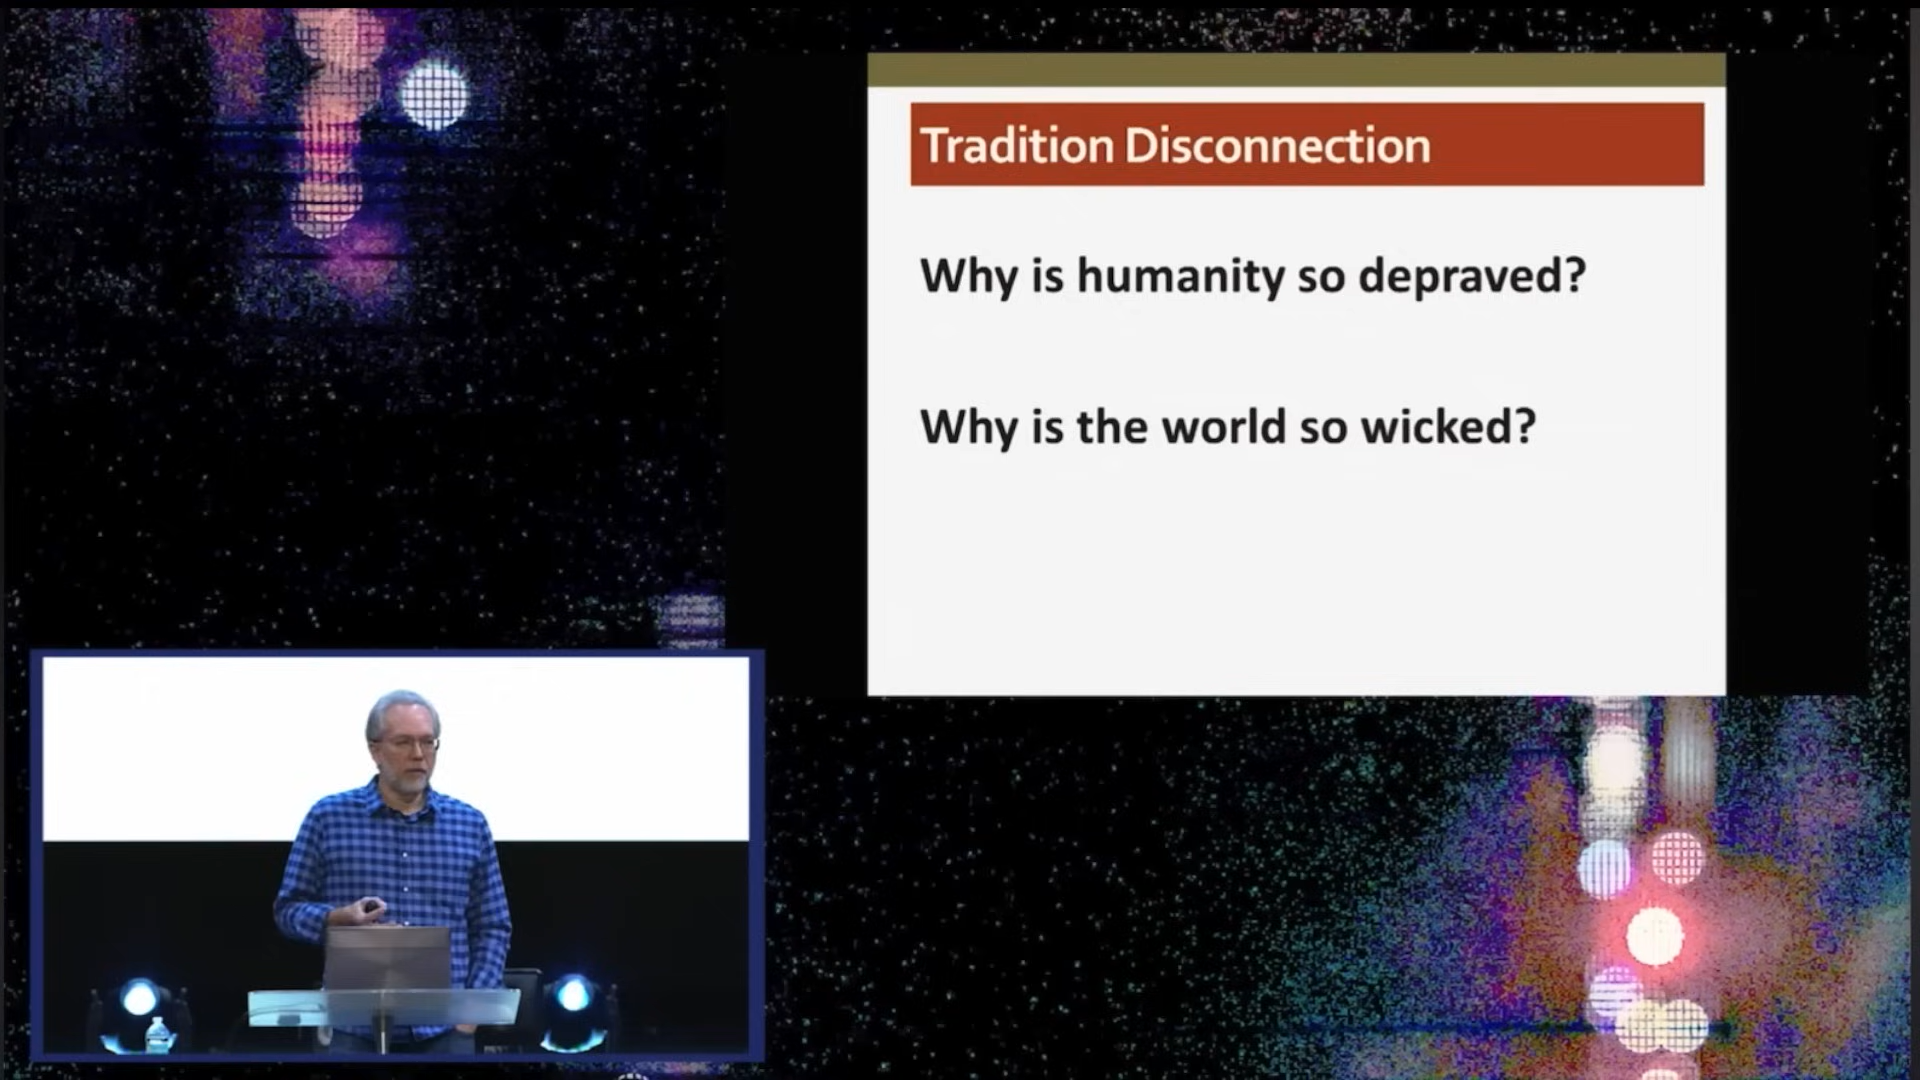 Tradition Disconnection
Why is humanity so depraved?
Why is the world so wicked?